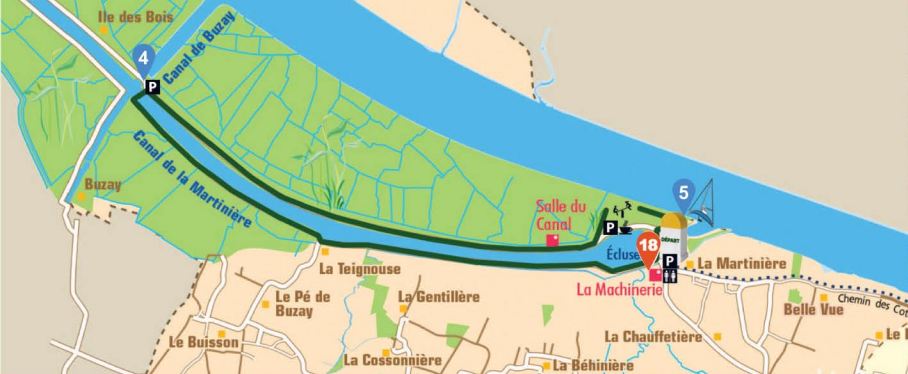 Ile des Bois
4
P
Canal de Buzay
Canal de la Martinière
Buzay
5
Salle du
Canal
P
DÉPART
18
Écluse
P
La Martinière
La Teignouse
La Machinerie
Le Pé de
Buzay
La Gentillère
Chemin des Cot
Belle Vue
Le Buisson
La Chauffetière
Le
La Cossonnière
La Béhinière